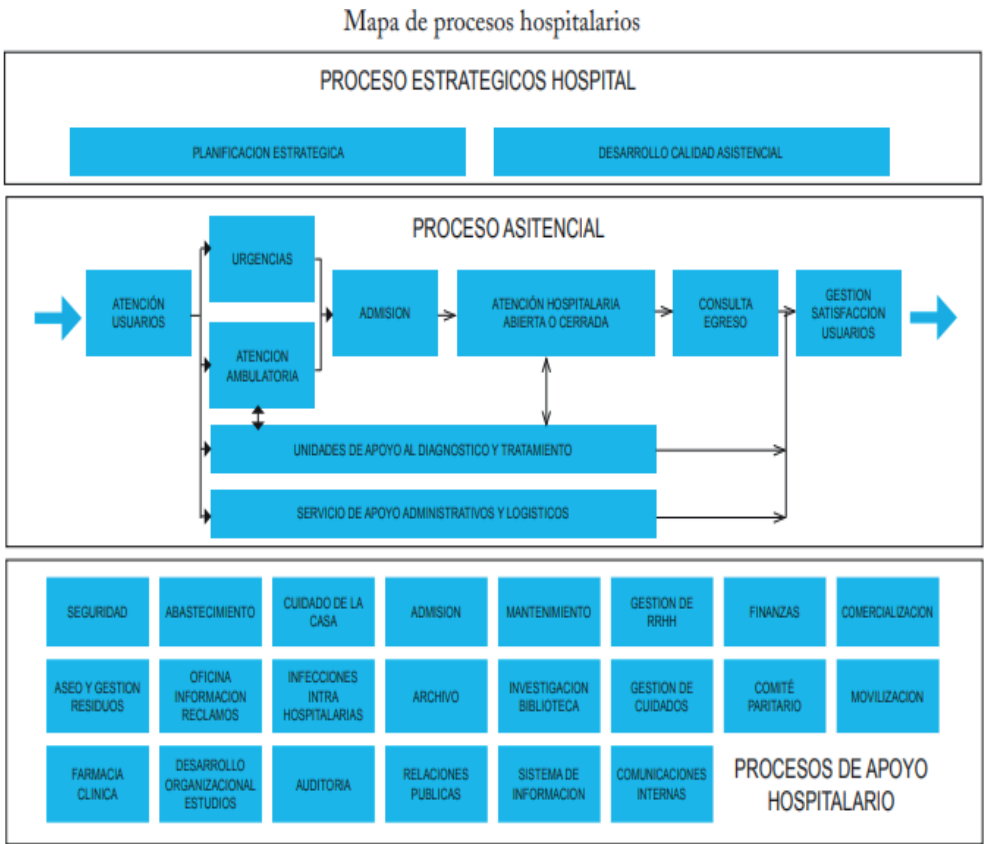 Mapa de procesos hospitalarios
PROCESO ESTRATEGICOS HOSPITAL
PLANIFICACION ESTRATEGICA
DESARROLLO CALIDAD ASISTENCIAL
PROCESO ASITENCIAL
ATENCIÓN
USUARIOS
URGENCIAS
ATENCION
AMBULATORIA
ADMISION
ATENCIÓN HOSPITALARIA
ABIERTA O CERRADA
CONSULTA
EGRESO
GESTION
SATISFACCION
USUARIOS
UNIDADES DE APOYO AL DIAGNOSTICO Y TRATAMIENTO
SERVICIO DE APOYO ADMINISTRATIVOS Y LOGISTICOS
SEGURIDAD
ABASTECIMIENTO
CUIDADO DE LA
CASA
ADMISION
MANTENIMIENTO
GESTION DE
RRHH
FINANZAS
COMERCIALIZACION
ASEO Y GESTION
RESIDUOS
OFICINA
INFORMACION
RECLAMOS
INFECCIONES
INTRA
HOSPITALARIAS
ARCHIVO
INVESTIGACION
BIBLIOTECA
GESTION DE
CUIDADOS
COMITÉ
PARITARIO
MOVILIZACION
FARMACIA
CLINICA
DESARROLLO
ORGANIZACIONAL
ESTUDIOS
AUDITORIA
RELACIONES
PUBLICAS
SISTEMA DE
INFORMACION
COMUNICACIONES
INTERNAS
PROCESOS DE APOYO
HOSPITALARIO